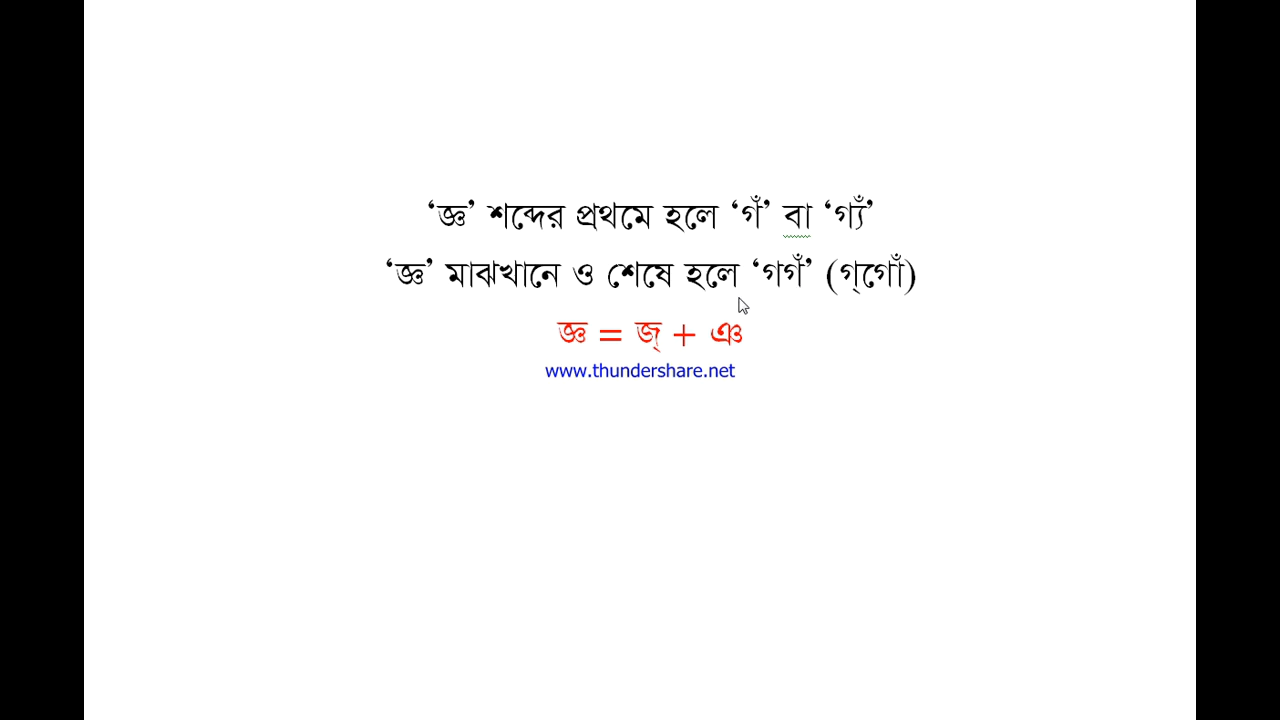 ‘জ্ঞ’ শব্দের প্রথমে হলে ‘গঁ’ বা ‘গ্যঁ’
‘জ্ঞ’ মাঝখানে ও শেষে হলে ‘গগঁ’ (গ্‌গোঁ)
জ্ঞ = জ্ + ঞ
www.thundershare.net